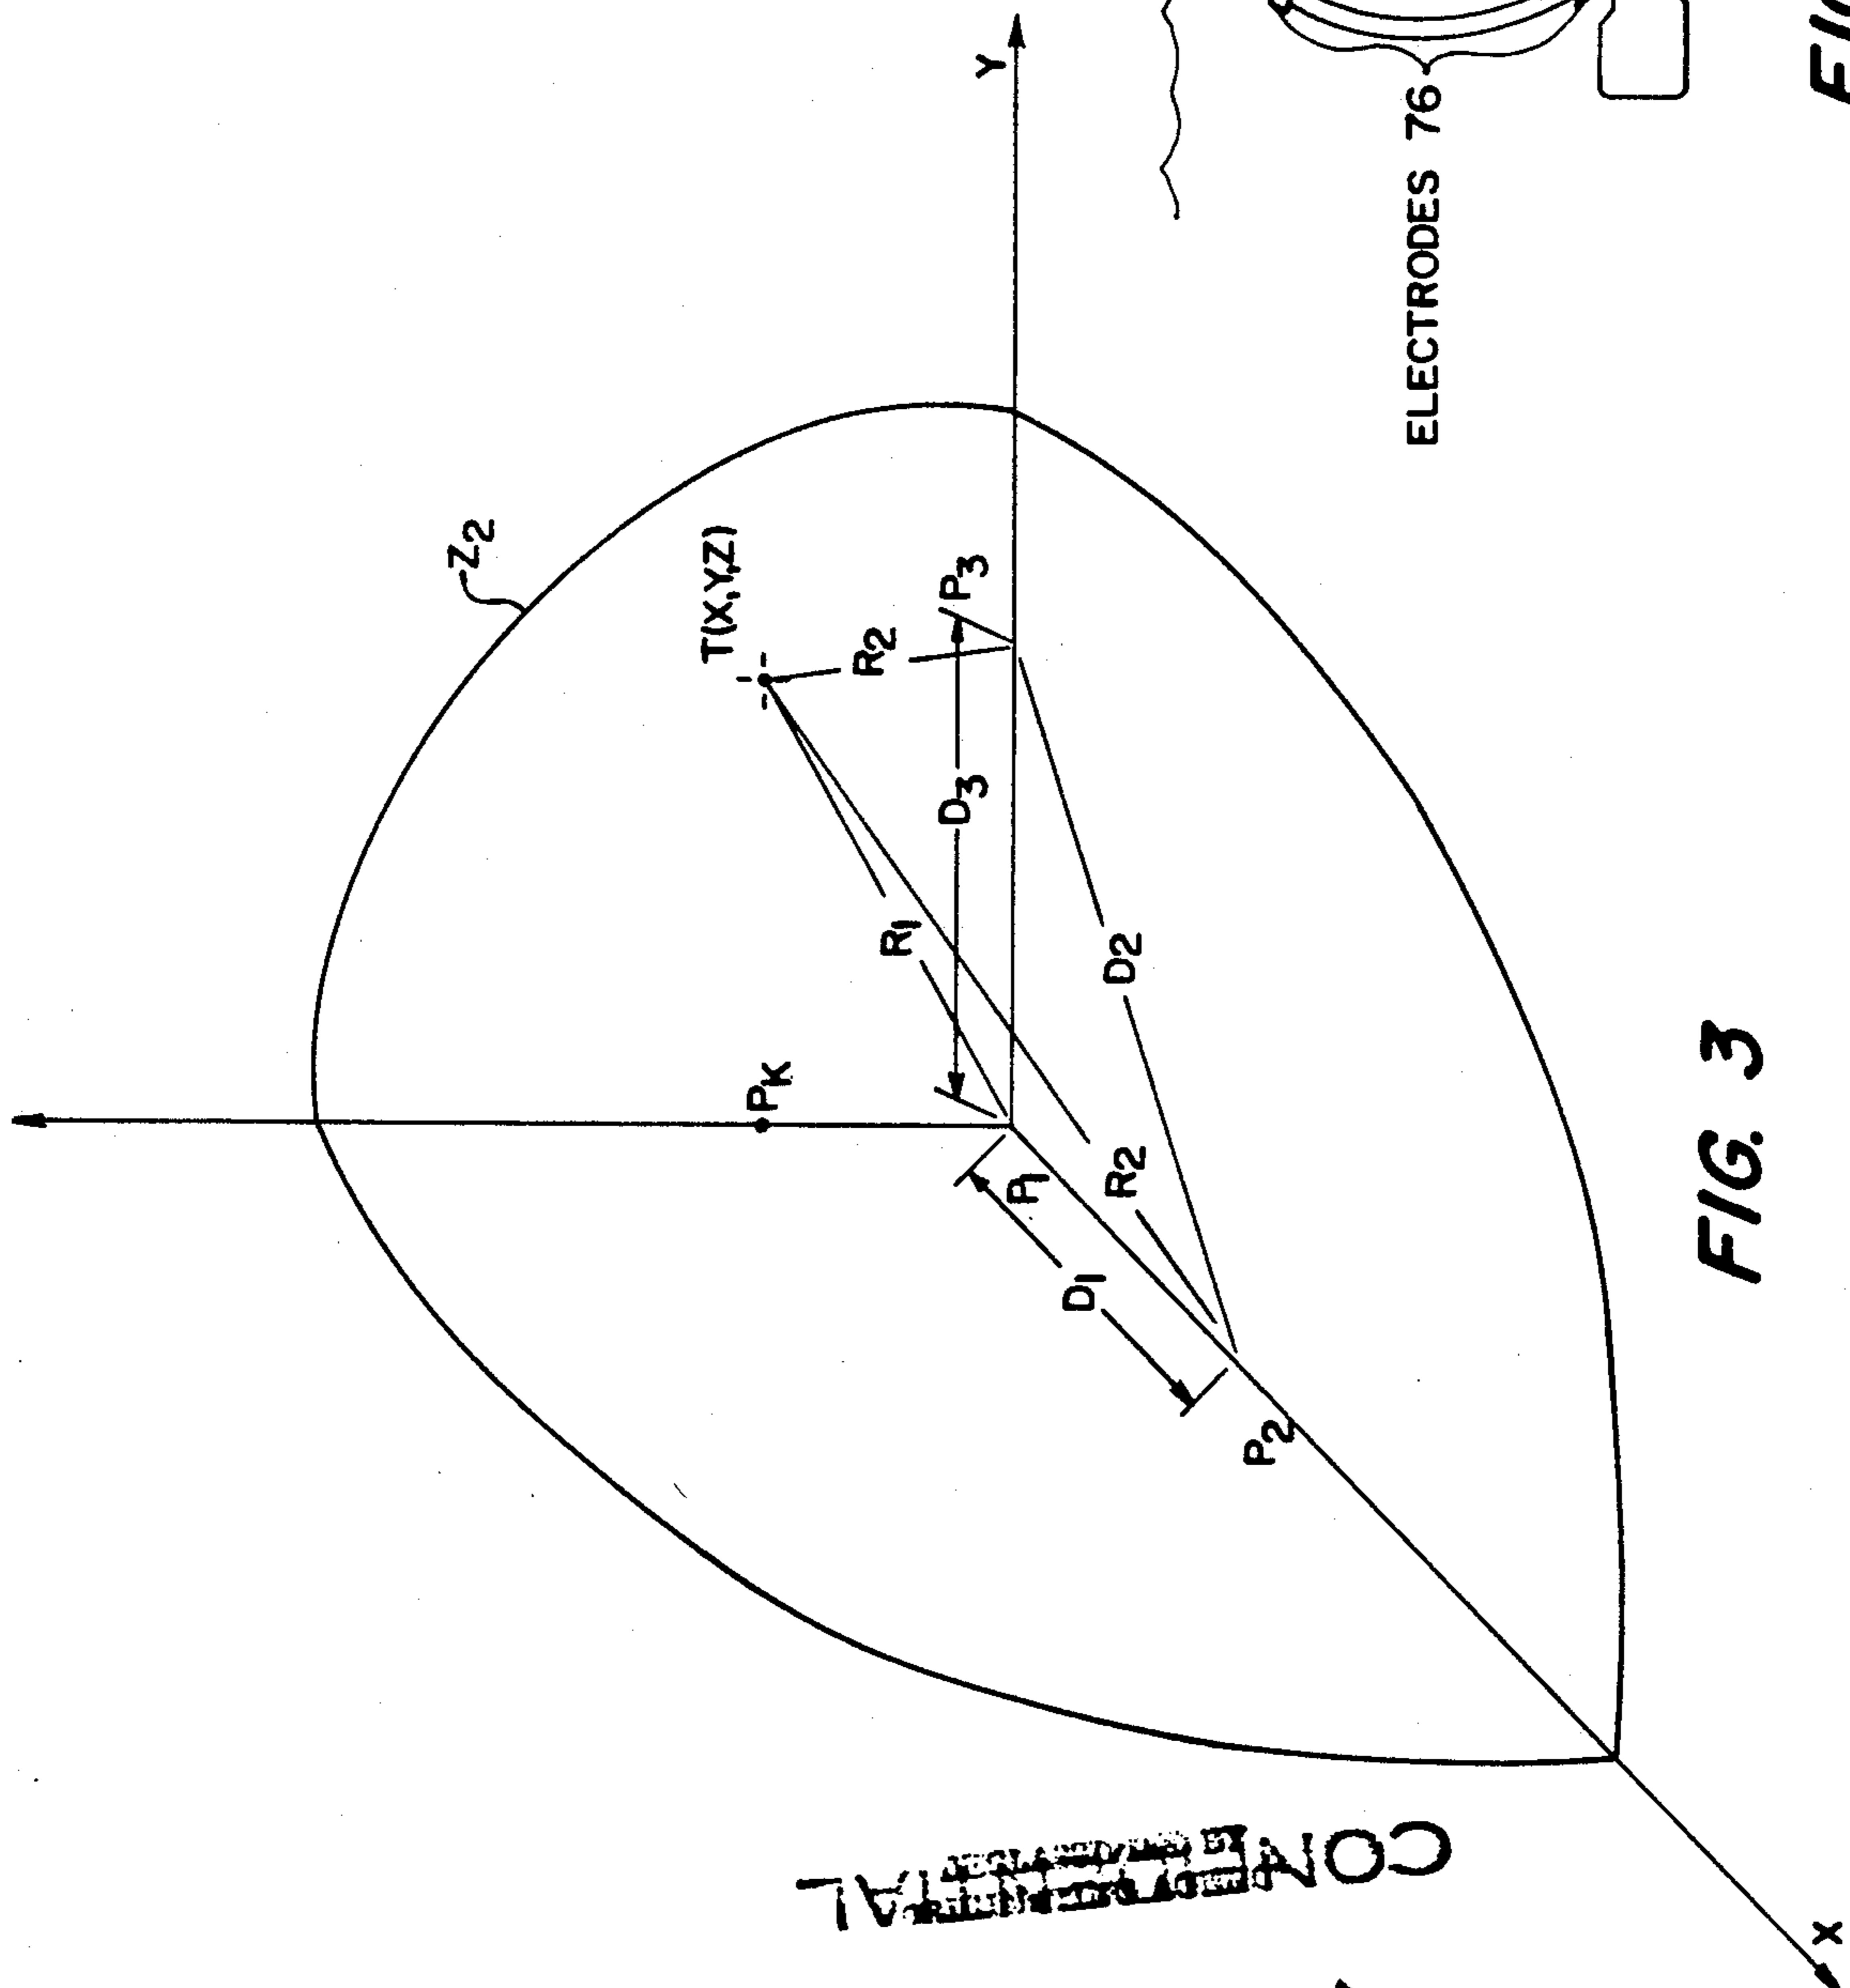 Y
Z2
T(X,Y,Z)
P3
R2
D3
R1
PK
D2
P1
R2
D1
P2
X
ELECTRODES 76
FIG. 3